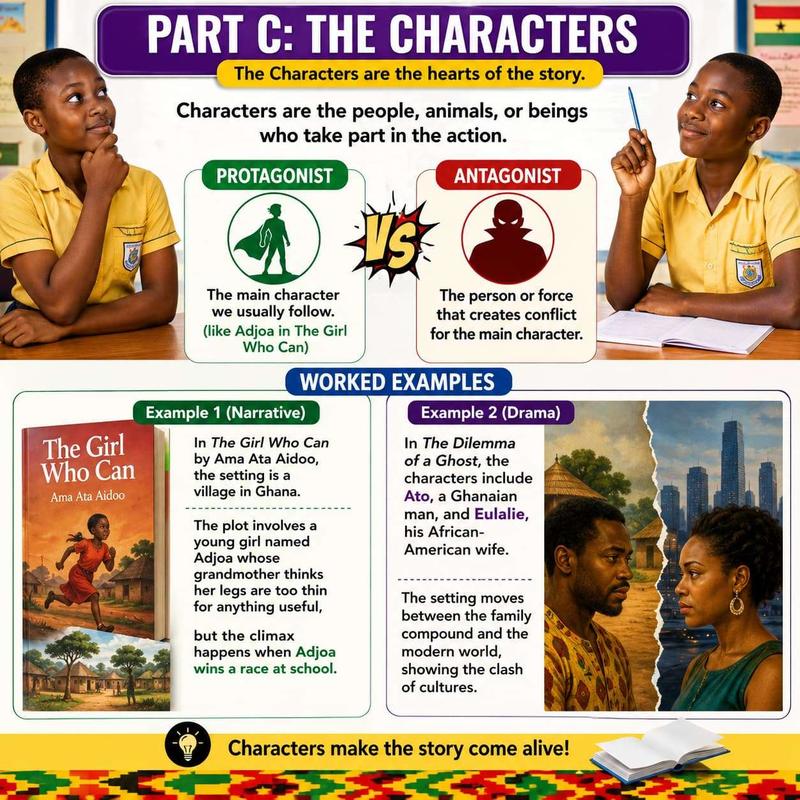 PART C: THE CHARACTERS
The Characters are the hearts of the story.
Characters are the people, animals, or beings
who take part in the action.
PROTAGONIST
The main character
we usually follow.
(like Adjoa in The Girl
Who Can)
VS
ANTAGONIST
The person or force
that creates conflict
for the main character.
WORKED EXAMPLES
Example 1 (Narrative)
The Girl
Who Can
Ama Ata Aidoo
In The Girl Who Can
by Ama Ata Aidoo,
the setting is a
village in Ghana.
The plot involves a
young girl named
Adjoa whose
grandmother thinks
her legs are too thin
for anything useful,
but the climax
happens when Adjoa
wins a race at school.
Example 2 (Drama)
In The Dilemma
of a Ghost, the
characters include
Ato, a Ghanaian
man, and Eulalie,
his African-
American wife.
The setting moves
between the family
compound and the
modern world,
showing the clash
of cultures.
Characters make the story come alive!